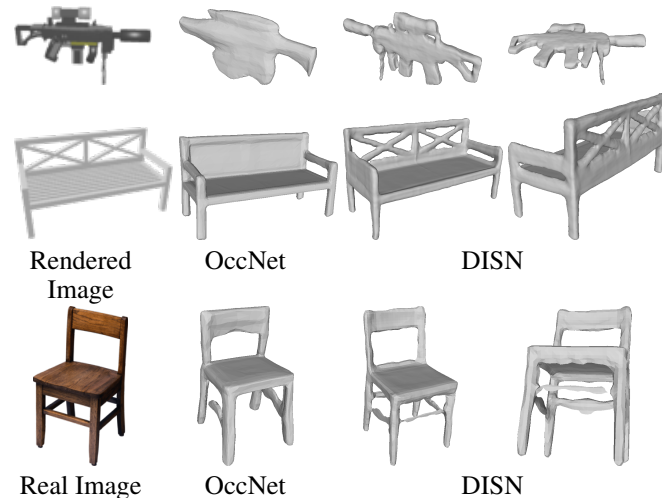 Rendered
Image
OccNet
DISN
Real Image
OccNet
DISN